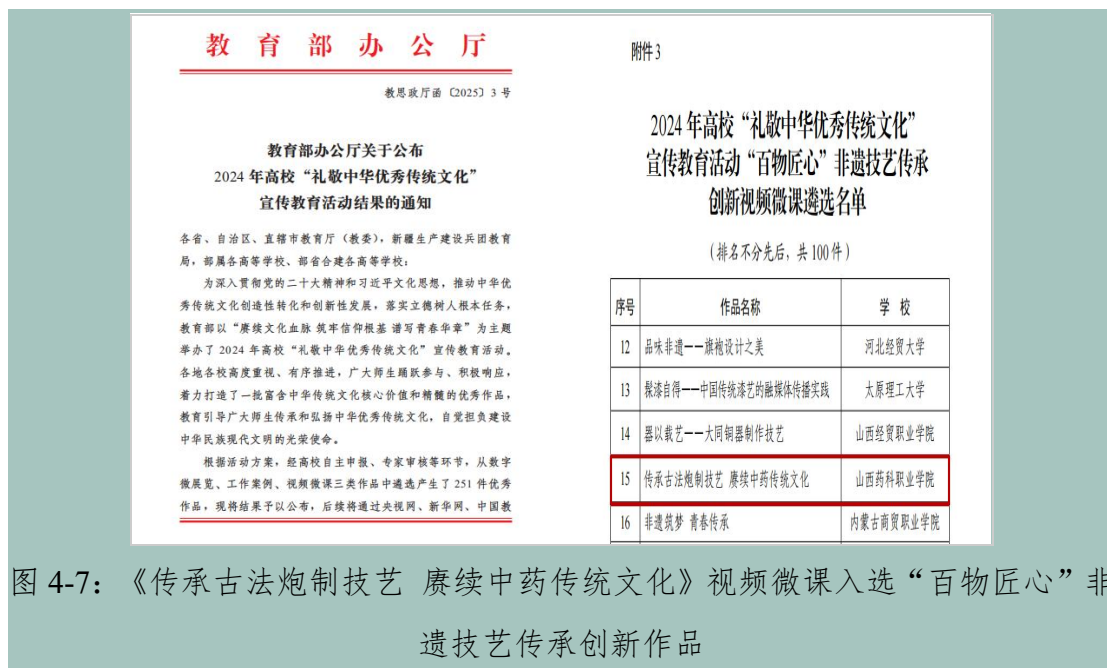 教育部办公厅
教思政厅函〔2025〕3 号
教育部办公厅关于公布
2024 年高校“礼敬中华优秀传统文化”
宣传教育活动结果的通知
各省、自治区、直辖市教育厅（教委），新疆生产建设兵团教育
局，部属各高等学校、部省合建各高等学校：
为深入贯彻党的二十大精神和习近平文化思想，推动中华优
秀传统文化创造性转化和创新性发展，落实立德树人根本任务，
教育部以“赓续文化血脉 筑牢信仰根基 谱写青春华章”为主题
举办了 2024 年高校“礼敬中华优秀传统文化”宣传教育活动。
各地各校高度重视、有序推进，广大师生踊跃参与、积极响应，
着力打造了一批富含中华传统文化核心价值和精髓的优秀作品，
教育引导广大师生传承和弘扬中华优秀传统文化，自觉担负建设
中华民族现代文明的光荣使命。
根据活动方案，经高校自主申报、专家审核等环节，从数字
微展览、工作案例、视频微课三类作品中遴选产生了 251 件优秀
作品，现将结果予以公布，后续将通过央视网、新华网、中国教
附件 3
2024 年高校“礼敬中华优秀传统文化”
宣传教育活动“百物匠心”非遗技艺传承
创新视频微课遴选名单
（排名不分先后，共 100 件）
序号 作品名称 学 校
12 品味非遗——旗袍设计之美 河北经贸大学
13 髹漆自得——中国传统漆艺的融媒体传播实践 太原理工大学
14 器以载艺——大同铜器制作技艺 山西经贸职业学院
15 传承古法炮制技艺 赓续中药传统文化 山西药科职业学院
16 非遗筑梦 青春传承 内蒙古商贸职业学院
图 4-7：《传承古法炮制技艺 赓续中药传统文化》视频微课入选“百物匠心”非
遗技艺传承创新作品